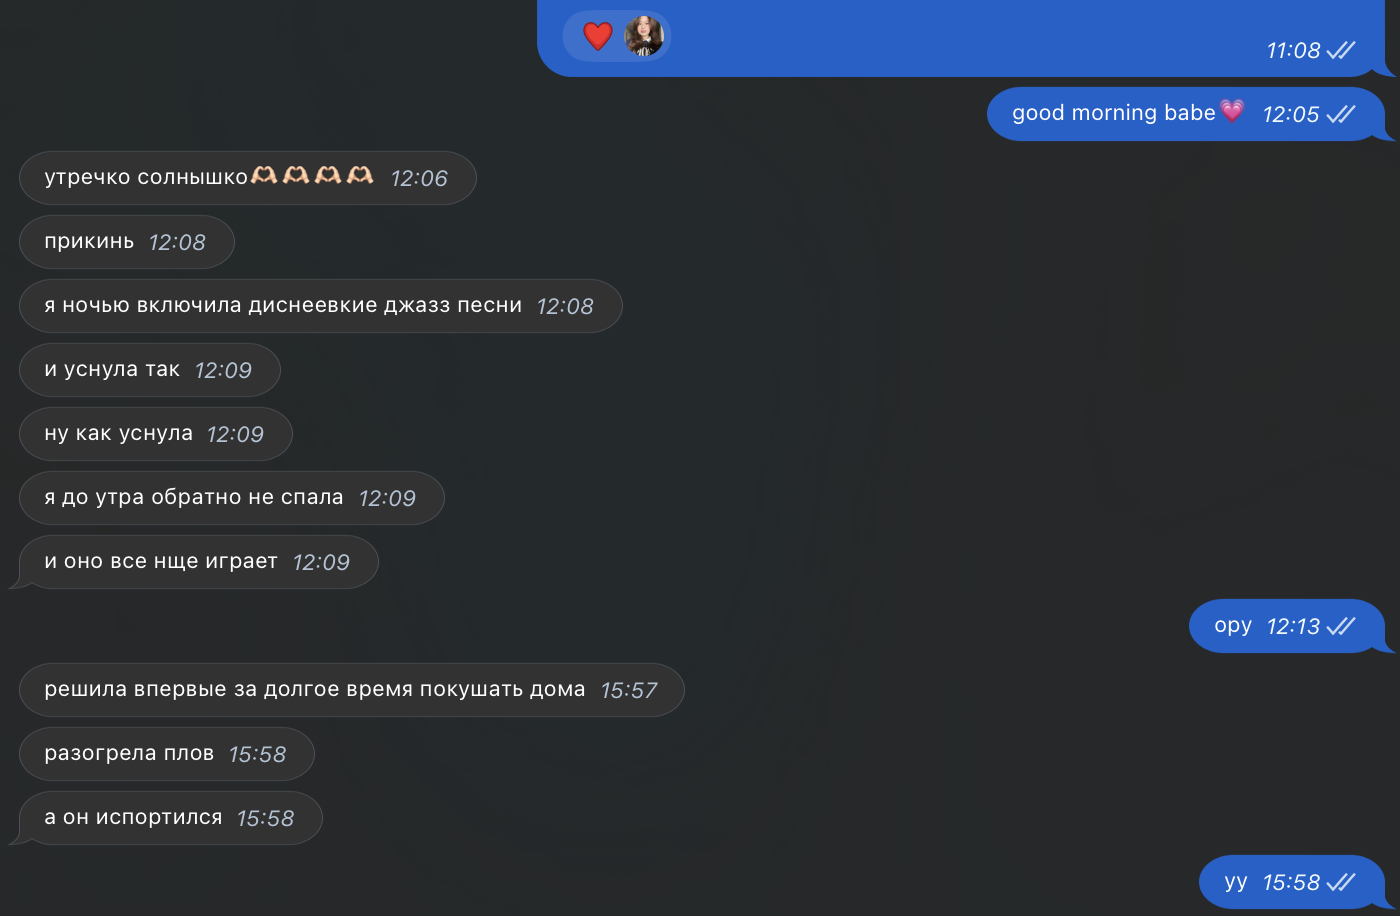 ❤️ 11:08
good morning babe💗 12:05
утречко солнышко🫶🏻🫶🏻🫶🏻🫶🏻 12:06
прикинь 12:08
я ночью включила диснеевкие джазз песни 12:08
и уснула так 12:09
ну как уснула 12:09
я до утра обратно не спала 12:09
и оно все нще играет 12:09
ору 12:13
решила впервые за долгое время покушать дома 15:57
разогрела плов 15:58
а он испортился 15:58
уу 15:58